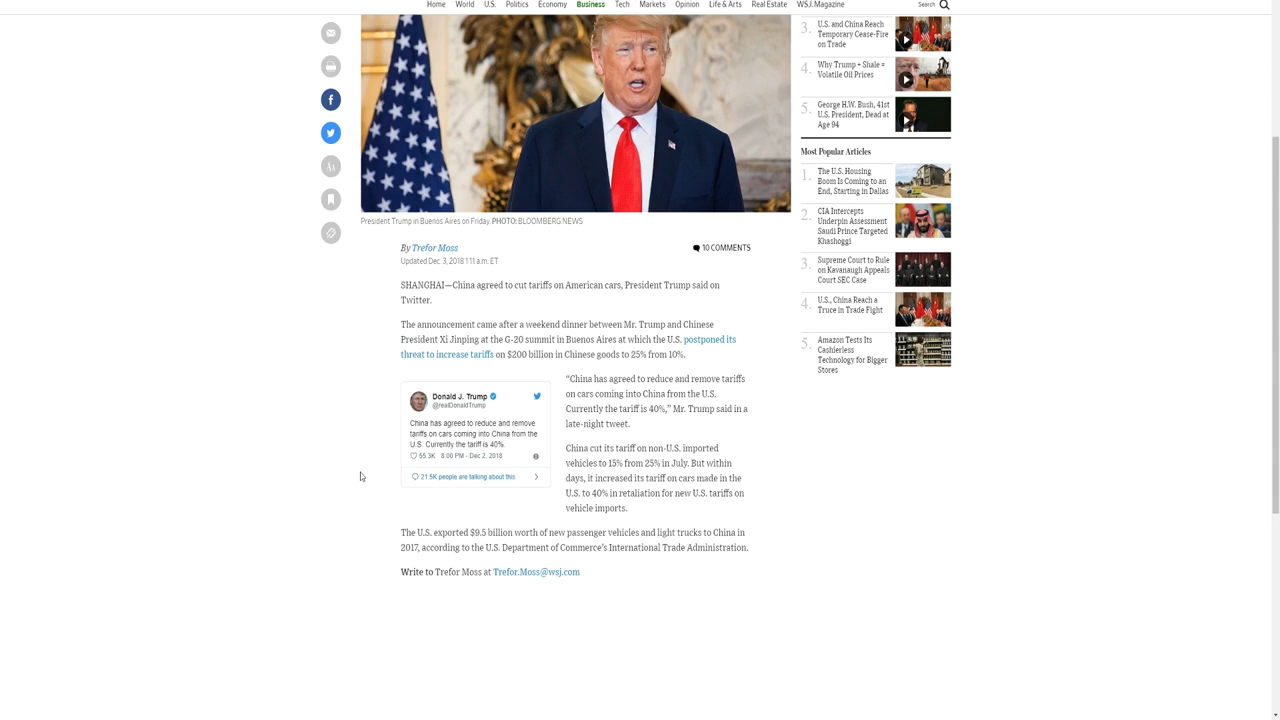 Home World U.S. Politics Economy Business Tech Markets Opinion Life & Arts Real Estate WSJ. Magazine Search
President Trump in Buenos Aires on Friday. PHOTO: BLOOMBERG NEWS
By Trefor Moss
10 COMMENTS
Updated Dec. 3, 2018 1:11 a.m. ET
SHANGHAI—China agreed to cut tariffs on American cars, President Trump said on
Twitter.
The announcement came after a weekend dinner between Mr. Trump and Chinese
President Xi Jinping at the G-20 summit in Buenos Aires at which the U.S. postponed its
threat to increase tariffs on $200 billion in Chinese goods to 25% from 10%.
Donald J. Trump
@realDonaldTrump
China has agreed to reduce and remove
tariffs on cars coming into China from the
U.S. Currently the tariff is 40%.
55.3K 8:00 PM - Dec 2, 2018
21.5K people are talking about this
“China has agreed to reduce and remove tariffs
on cars coming into China from the U.S.
Currently the tariff is 40%,” Mr. Trump said in a
late-night tweet.
China cut its tariff on non-U.S. imported
vehicles to 15% from 25% in July. But within
days, it increased its tariff on cars made in the
U.S. to 40% in retaliation for new U.S. tariffs on
vehicle imports.
The U.S. exported $9.5 billion worth of new passenger vehicles and light trucks to China in
2017, according to the U.S. Department of Commerce’s International Trade Administration.
Write to Trefor Moss at Trefor.Moss@wsj.com
3. U.S. and China Reach
Temporary Cease-Fire
on Trade
4. Why Trump + Shale =
Volatile Oil Prices
5. George H.W. Bush, 41st
U.S. President, Dead at
Age 94
Most Popular Articles
1. The U.S. Housing
Boom Is Coming to an
End, Starting in Dallas
2. CIA Intercepts
Underpin Assessment
Saudi Prince Targeted
Khashoggi
3. Supreme Court to Rule
on Kavanaugh Appeals
Court SEC Case
4. U.S., China Reach a
Truce in Trade Fight
5. Amazon Tests Its
Cashierless
Technology for Bigger
Stores